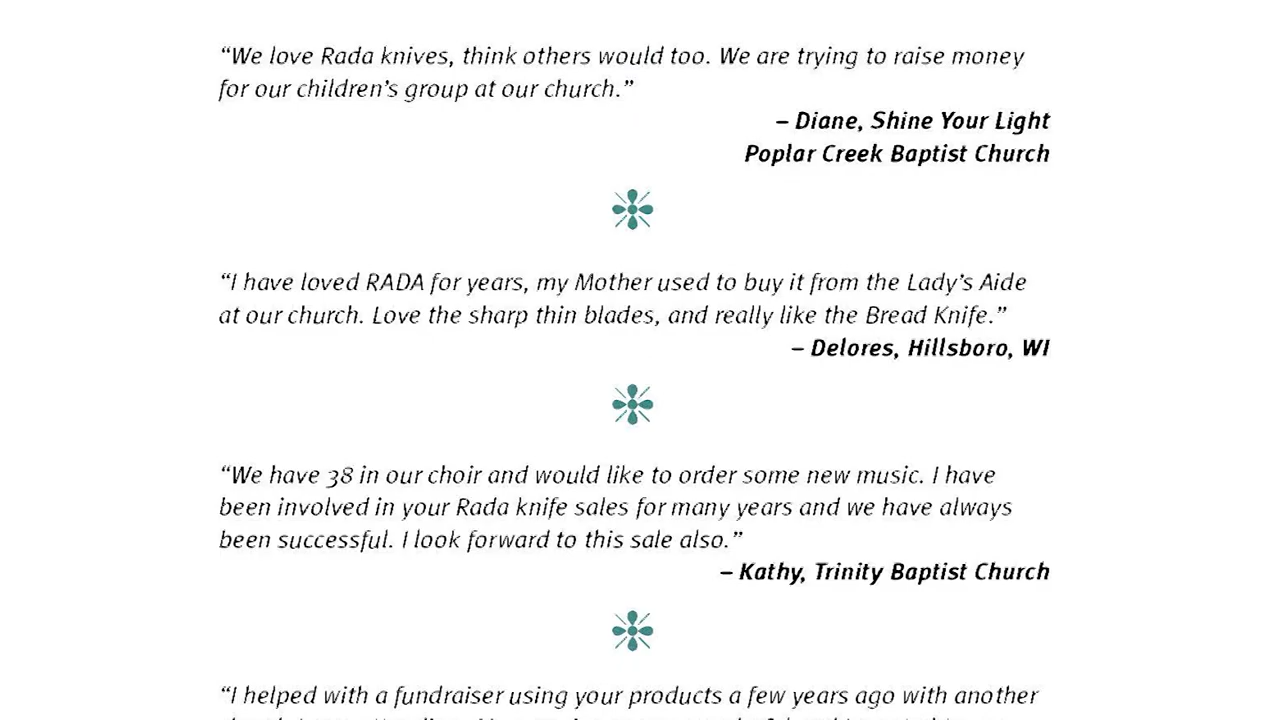 “We love Rada knives, think others would too. We are trying to raise money
for our children’s group at our church.”
– Diane, Shine Your Light
Poplar Creek Baptist Church
“I have loved RADA for years, my Mother used to buy it from the Lady’s Aide
at our church. Love the sharp thin blades, and really like the Bread Knife.”
– Delores, Hillsboro, WI
“We have 38 in our choir and would like to order some new music. I have
been involved in your Rada knife sales for many years and we have always
been successful. I look forward to this sale also.”
– Kathy, Trinity Baptist Church
“I helped with a fundraiser using your products a few years ago with another